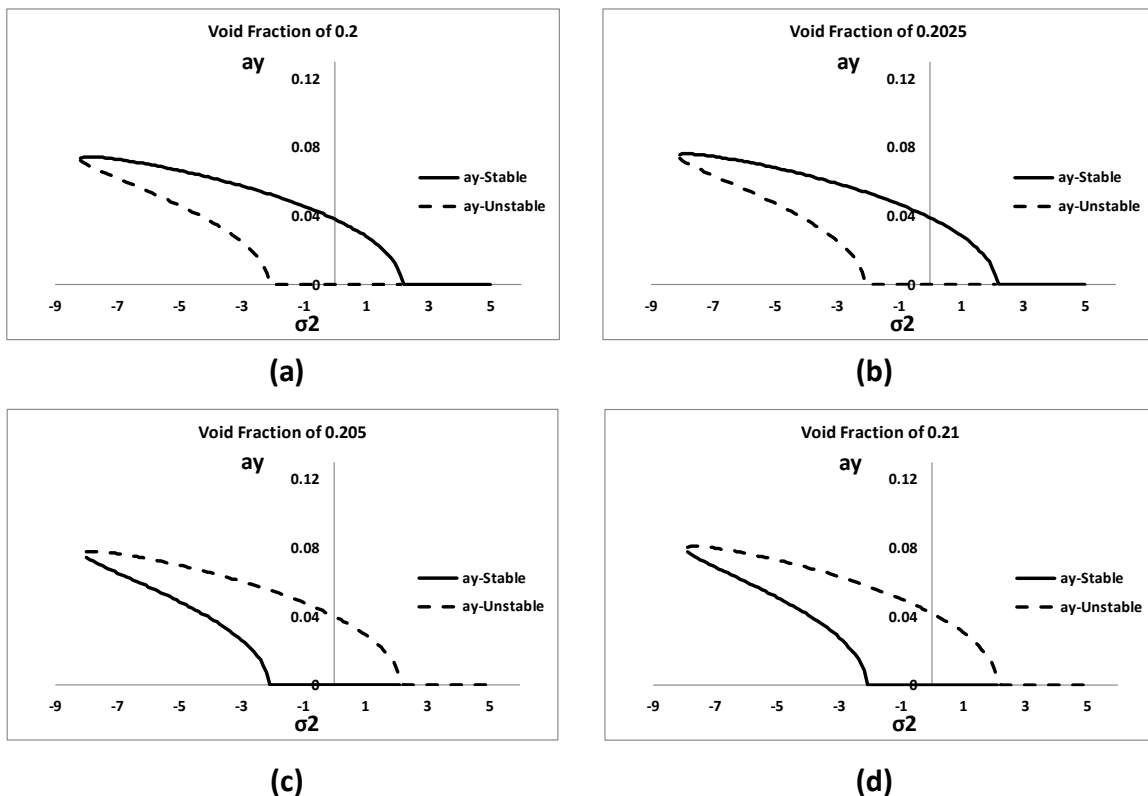 Void Fraction of 0.2
ay
0.12
0.08
0.04
0
-9 -7 -5 -3 -1 1 3 5
σ2
ay-Stable
ay-Unstable
(a)
Void Fraction of 0.2025
ay
0.12
0.08
0.04
0
-9 -7 -5 -3 -1 1 3 5
σ2
ay-Stable
ay-Unstable
(b)
Void Fraction of 0.205
ay
0.12
0.08
0.04
0
-9 -7 -5 -3 -1 1 3 5
σ2
ay-Stable
ay-Unstable
(c)
Void Fraction of 0.21
ay
0.12
0.08
0.04
0
-9 -7 -5 -3 -1 1 3 5
σ2
ay-Stable
ay-Unstable
(d)